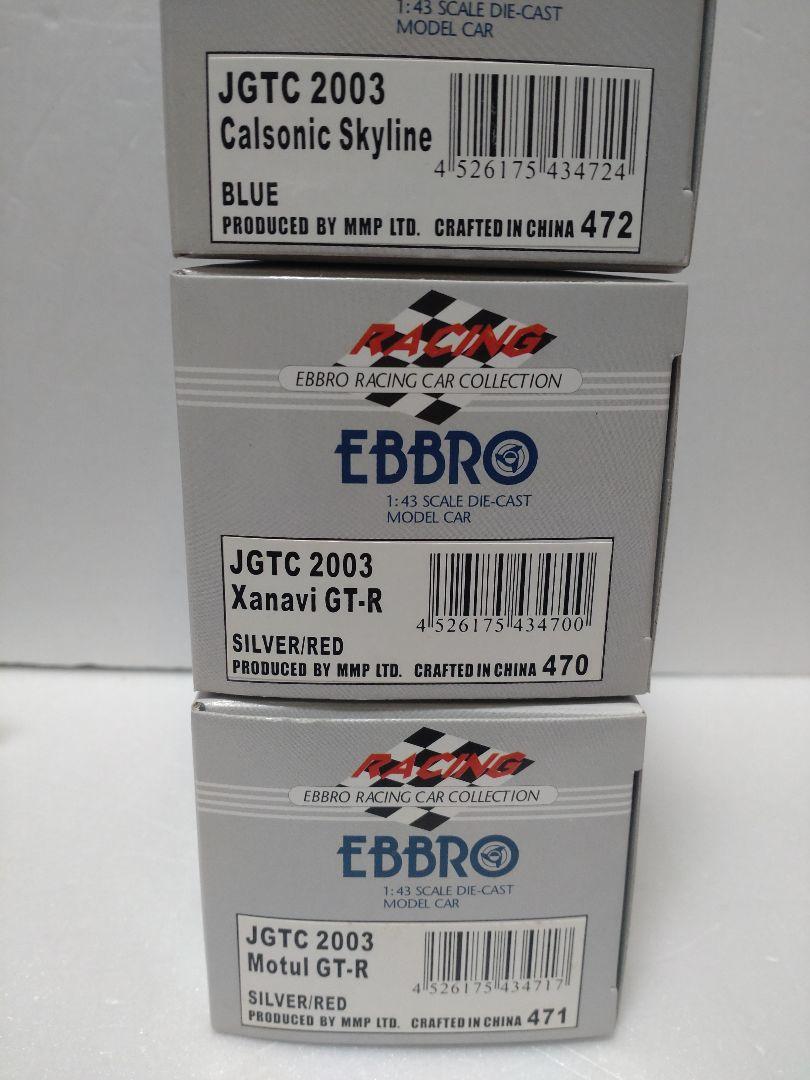 1:43 SCALE DIE-CAST
MODEL CAR
JGTC 2003
Calsonic Skyline
4 526175 434724
BLUE
PRODUCED BY MMP LTD. CRAFTED IN CHINA 472
RACING
EBBRO RACING CAR COLLECTION
EBBRO
1:43 SCALE DIE-CAST
MODEL CAR
JGTC 2003
Xanavi GT-R
4 526175 434700
SILVER/RED
PRODUCED BY MMP LTD. CRAFTED IN CHINA 470
RACING
EBBRO RACING CAR COLLECTION
EBBRO
1:43 SCALE DIE-CAST
MODEL CAR
JGTC 2003
Motul GT-R
4 526175 434717
SILVER/RED
PRODUCED BY MMP LTD. CRAFTED IN CHINA 471